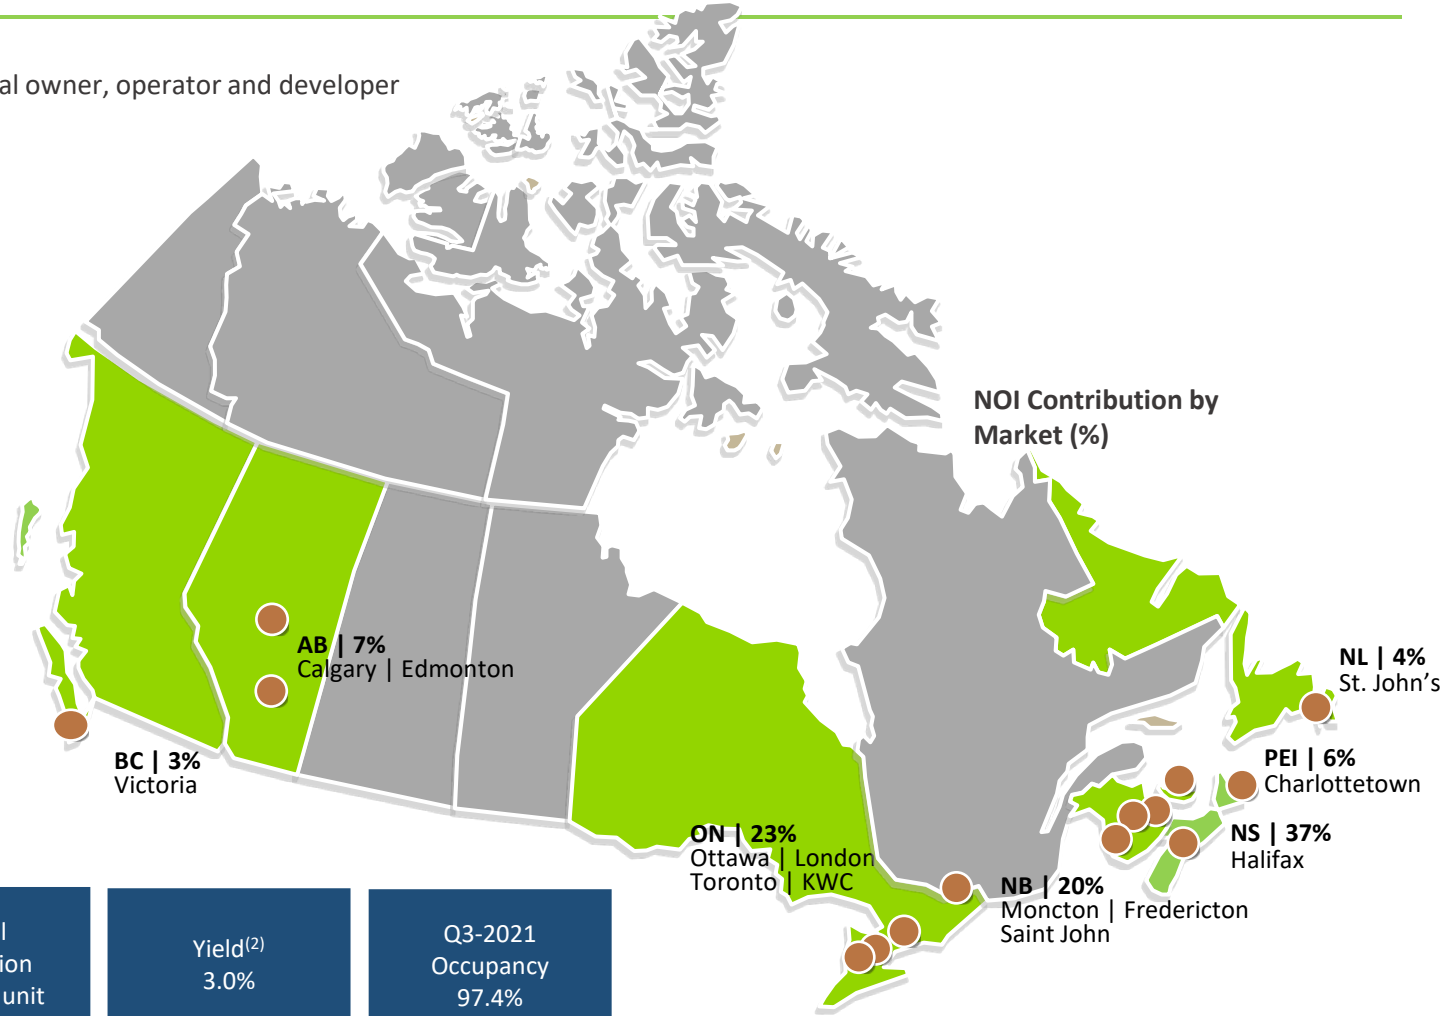 al owner, operator and developer
NOI Contribution by
Market (%)
AB | 7%
Calgary | Edmonton
NL | 4%
St. John’s
BC | 3%
Victoria
PEI | 6%
Charlottetown
ON | 23%
Ottawa | London
Toronto | KWC
NS | 37%
Halifax
NB | 20%
Moncton | Fredericton
Saint John
l
ion
unit
Yield(2)
3.0%
Q3-2021
Occupancy
97.4%